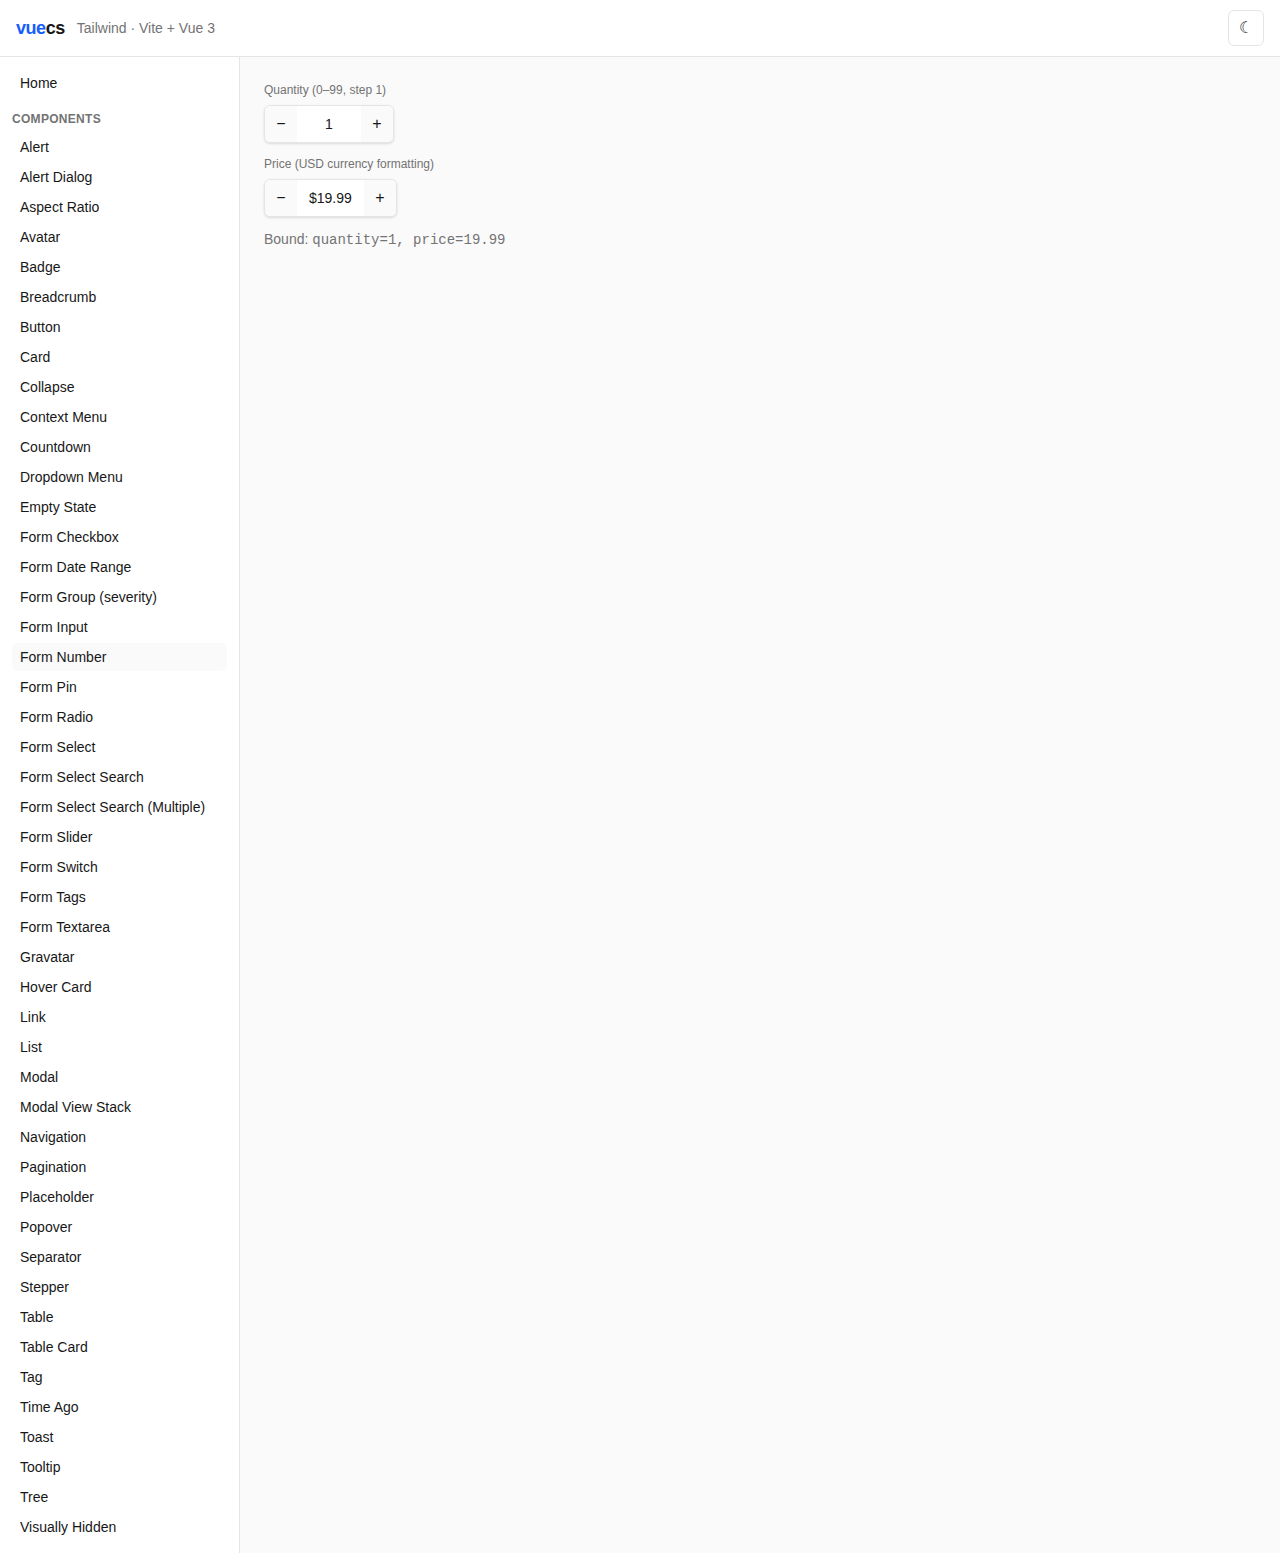 vuecs Tailwind · Vite + Vue 3 ☾
Home
COMPONENTS
Alert
Alert Dialog
Aspect Ratio
Avatar
Badge
Breadcrumb
Button
Card
Collapse
Context Menu
Countdown
Dropdown Menu
Empty State
Form Checkbox
Form Date Range
Form Group (severity)
Form Input
Form Number
Form Pin
Form Radio
Form Select
Form Select Search
Form Select Search (Multiple)
Form Slider
Form Switch
Form Tags
Form Textarea
Gravatar
Hover Card
Link
List
Modal
Modal View Stack
Navigation
Pagination
Placeholder
Popover
Separator
Stepper
Table
Table Card
Tag
Time Ago
Toast
Tooltip
Tree
Visually Hidden
Quantity (0–99, step 1)
− 1 +
Price (USD currency formatting)
− $19.99 +
Bound: quantity=1, price=19.99